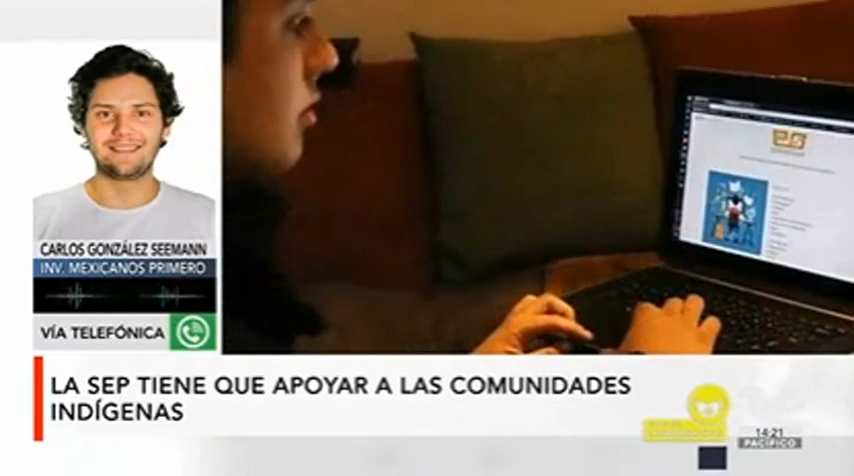 CARLOS GONZÁLEZ SEEMANN
INV. MEXICANOS PRIMERO
VÍA TELEFÓNICA
LA SEP TIENE QUE APOYAR A LAS COMUNIDADES
INDÍGENAS
14:21
PACÍFICO